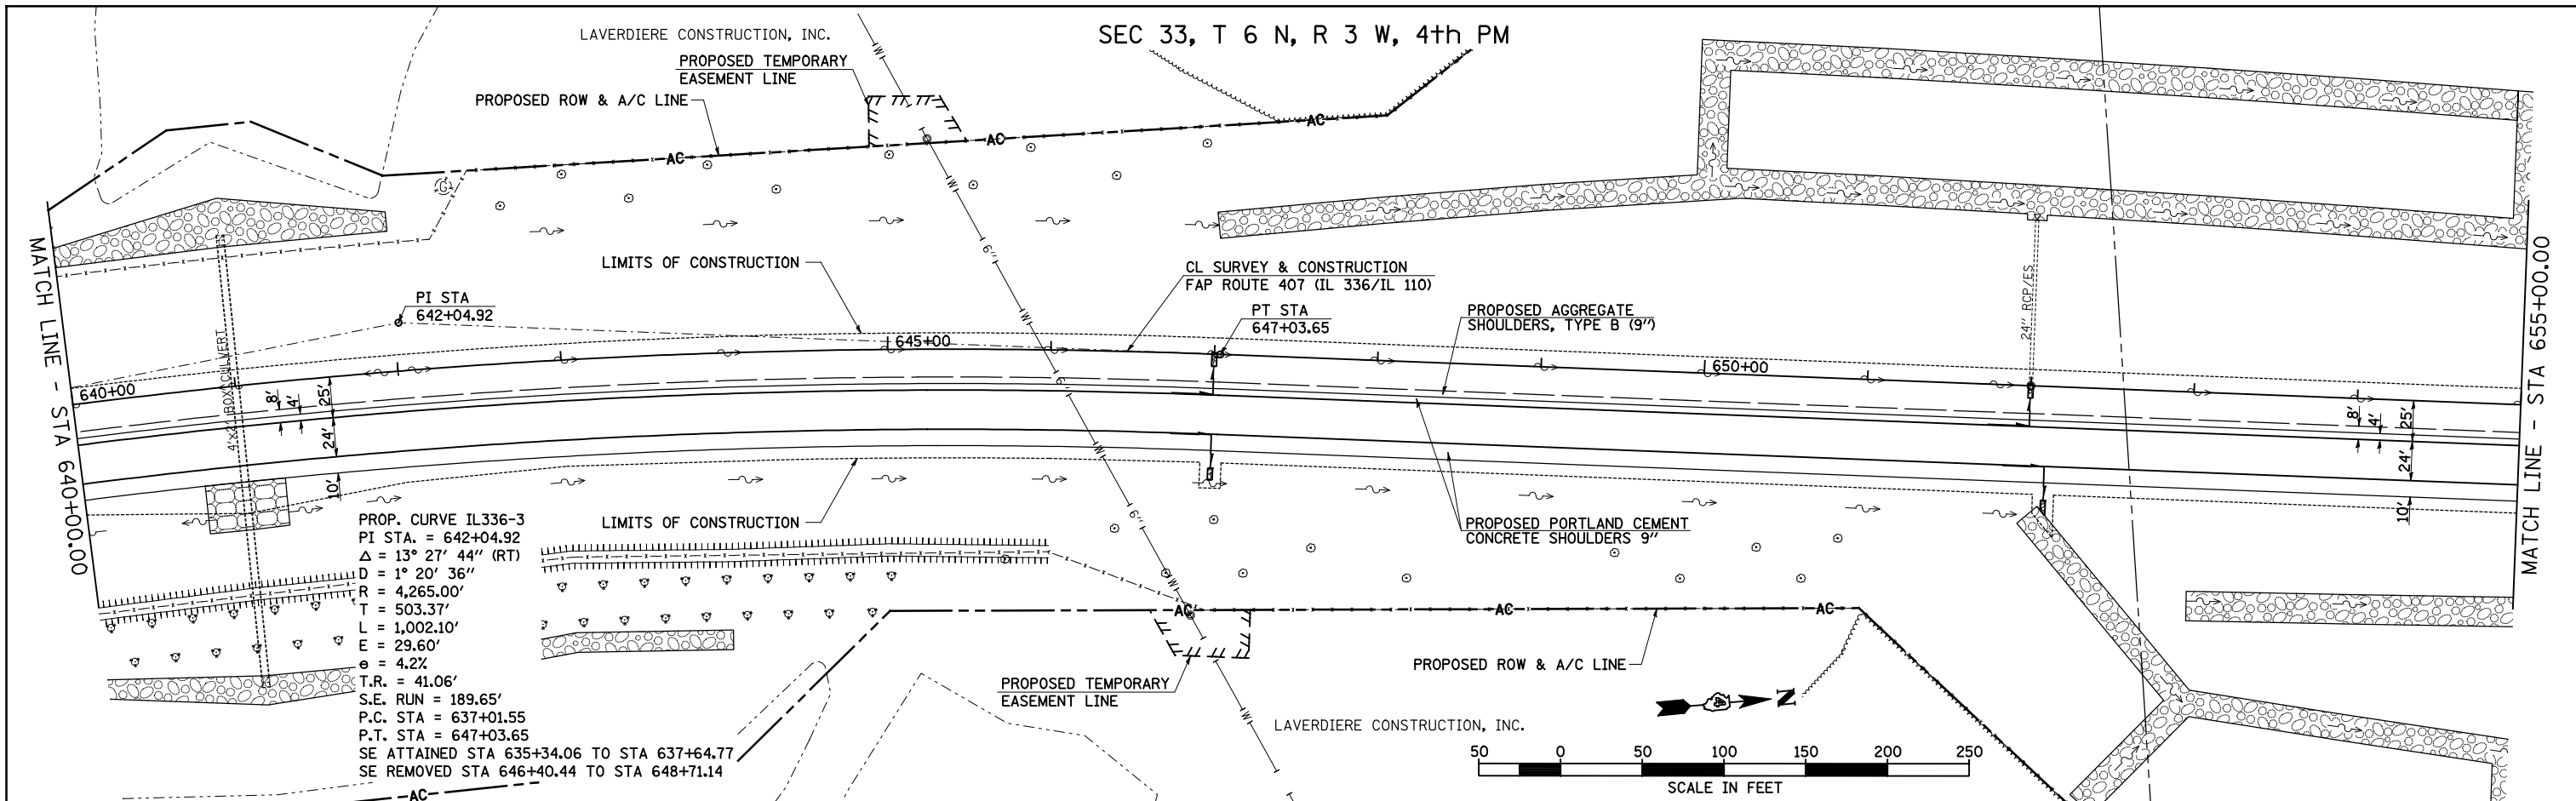 SEC 33, T 6 N, R 3 W, 4th PM
LAVERDIERE CONSTRUCTION, INC.
PROPOSED TEMPORARY
EASEMENT LINE
PROPOSED ROW & A/C LINE
AC
AC
AC
W
W
6"
W
6"
W
6"
W
W
W
G
LIMITS OF CONSTRUCTION
CL SURVEY & CONSTRUCTION
FAP ROUTE 407 (IL 336/IL 110)
PI STA
642+04.92
PT STA
647+03.65
PROPOSED AGGREGATE
SHOULDERS, TYPE B (9")
24" RCP/ES
MATCH LINE - STA 640+00.00
MATCH LINE - STA 655+00.00
640+00
645+00
650+00
4'X2' BOX CULVERT
8'
4'
25'
24'
10'
8'
4'
25'
24'
10'
LIMITS OF CONSTRUCTION
PROPOSED PORTLAND CEMENT
CONCRETE SHOULDERS 9"
PROP. CURVE IL336-3
PI STA. = 642+04.92
Δ = 13° 27' 44" (RT)
D = 1° 20' 36"
R = 4,265.00'
T = 503.37'
L = 1,002.10'
E = 29.60'
e = 4.2%
T.R. = 41.06'
S.E. RUN = 189.65'
P.C. STA = 637+01.55
P.T. STA = 647+03.65
SE ATTAINED STA 635+34.06 TO STA 637+64.77
SE REMOVED STA 646+40.44 TO STA 648+71.14
AC
AC
AC
AC
PROPOSED TEMPORARY
EASEMENT LINE
PROPOSED ROW & A/C LINE
LAVERDIERE CONSTRUCTION, INC.
N
50 0 50 100 150 200 250
SCALE IN FEET